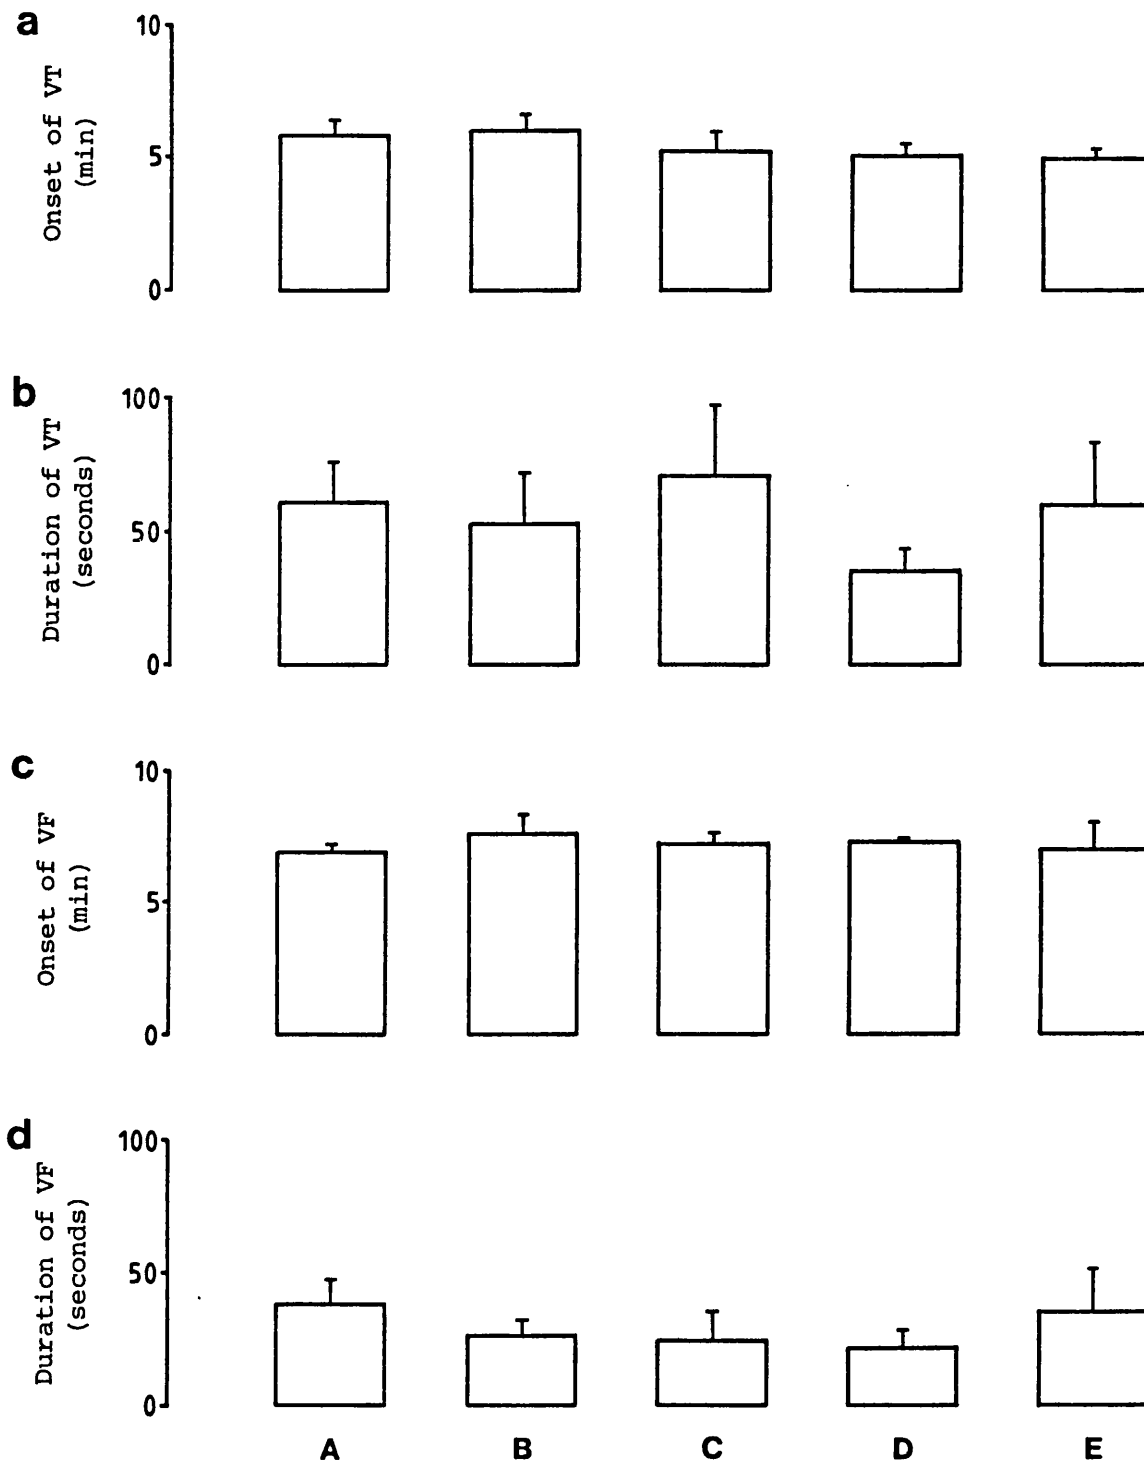 a
10
5
0
Onset of VT
(min)
b
100
50
0
Duration of VT
(seconds)
c
10
5
0
Onset of VF
(min)
d
100
50
0
Duration of VF
(seconds)
A B C D E